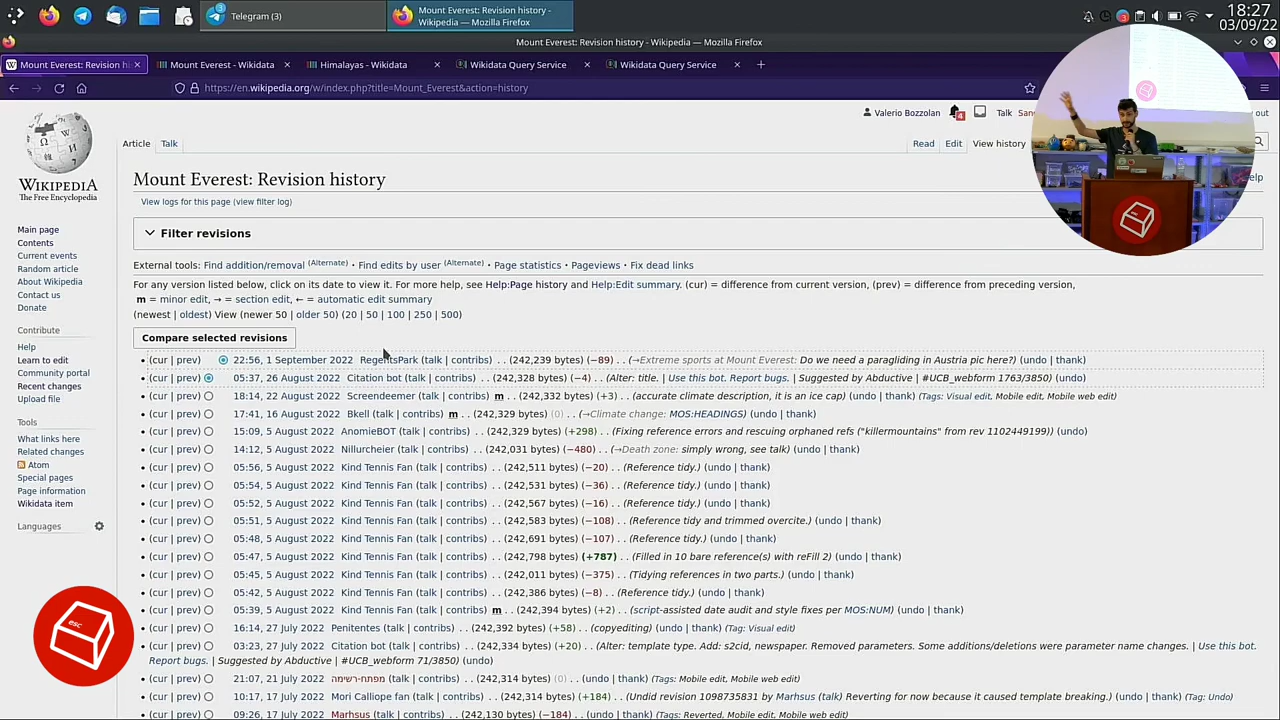 Telegram (3)
Mount Everest: Revision history -
Wikipedia — Mozilla Firefox
3
18:27
03/09/22
Mount Everest: Revision history - Wikipedia — Mozilla Firefox
Mount Everest: Revision hi
Mount Everest - Wikidata
Himalayas - Wikidata
Wikidata Query Service
Wikidata Query Service
https://en.wikipedia.org/w/index.php?title=Mount_Everest&action=history
Valerio Bozzolan
4
Talk
San
out
Article
Talk
Read
Edit
View history
WIKIPEDIA
The Free Encyclopedia
Mount Everest: Revision history
elp
View logs for this page (view filter log)
Filter revisions
External tools: Find addition/removal (Alternate) · Find edits by user (Alternate) · Page statistics · Pageviews · Fix dead links
For any version listed below, click on its date to view it. For more help, see Help:Page history and Help:Edit summary. (cur) = difference from current version, (prev) = difference from preceding version,
m = minor edit, → = section edit, ← = automatic edit summary
(newest | oldest) View (newer 50 | older 50) (20 | 50 | 100 | 250 | 500)
Compare selected revisions
(cur | prev) 22:56, 1 September 2022 RegentsPark (talk | contribs) . . (242,239 bytes) (−89) . . (→Extreme sports at Mount Everest: Do we need a paragliding in Austria pic here?) (undo | thank)
(cur | prev) 05:37, 26 August 2022 Citation bot (talk | contribs) . . (242,328 bytes) (−4) . . (Alter: title. | Use this bot. Report bugs. | Suggested by Abductive | #UCB_webform 1763/3850) (undo)
(cur | prev) 18:14, 22 August 2022 Screendeemer (talk | contribs) m . . (242,332 bytes) (+3) . . (accurate climate description, it is an ice cap) (undo | thank) (Tags: Visual edit, Mobile edit, Mobile web edit)
(cur | prev) 17:41, 16 August 2022 Bkell (talk | contribs) m . . (242,329 bytes) (0) . . (→Climate change: MOS:HEADINGS) (undo | thank)
(cur | prev) 15:09, 5 August 2022 AnomieBOT (talk | contribs) . . (242,329 bytes) (+298) . . (Fixing reference errors and rescuing orphaned refs ("killermountains" from rev 1102449199)) (undo)
(cur | prev) 14:12, 5 August 2022 Nillurcheier (talk | contribs) . . (242,031 bytes) (−480) . . (→Death zone: simply wrong, see talk) (undo | thank)
(cur | prev) 05:56, 5 August 2022 Kind Tennis Fan (talk | contribs) . . (242,511 bytes) (−20) . . (Reference tidy.) (undo | thank)
(cur | prev) 05:54, 5 August 2022 Kind Tennis Fan (talk | contribs) . . (242,531 bytes) (−36) . . (Reference tidy.) (undo | thank)
(cur | prev) 05:52, 5 August 2022 Kind Tennis Fan (talk | contribs) . . (242,567 bytes) (−16) . . (Reference tidy.) (undo | thank)
(cur | prev) 05:51, 5 August 2022 Kind Tennis Fan (talk | contribs) . . (242,583 bytes) (−108) . . (Reference tidy and trimmed overcite.) (undo | thank)
(cur | prev) 05:48, 5 August 2022 Kind Tennis Fan (talk | contribs) . . (242,691 bytes) (−107) . . (Reference tidy.) (undo | thank)
(cur | prev) 05:47, 5 August 2022 Kind Tennis Fan (talk | contribs) . . (242,798 bytes) (+787) . . (Filled in 10 bare reference(s) with reFill 2) (undo | thank)
(cur | prev) 05:45, 5 August 2022 Kind Tennis Fan (talk | contribs) . . (242,011 bytes) (−375) . . (Tidying references in two parts.) (undo | thank)
(cur | prev) 05:42, 5 August 2022 Kind Tennis Fan (talk | contribs) . . (242,386 bytes) (−8) . . (Reference tidy.) (undo | thank)
(cur | prev) 05:39, 5 August 2022 Kind Tennis Fan (talk | contribs) m . . (242,394 bytes) (+2) . . (script-assisted date audit and style fixes per MOS:NUM) (undo | thank)
(cur | prev) 16:14, 27 July 2022 Penitentes (talk | contribs) . . (242,392 bytes) (+58) . . (copyediting) (undo | thank) (Tag: Visual edit)
(cur | prev) 03:23, 27 July 2022 Citation bot (talk | contribs) . . (242,334 bytes) (+20) . . (Alter: template type. Add: s2cid, newspaper. Removed parameters. Some additions/deletions were parameter name changes. | Use this bot.
Report bugs. | Suggested by Abductive | #UCB_webform 71/3850) (undo)
(cur | prev) 21:07, 21 July 2022 מפתח-רשימה (talk | contribs) . . (242,314 bytes) (0) . . (undo | thank) (Tags: Mobile edit, Mobile web edit)
(cur | prev) 10:17, 17 July 2022 Mori Calliope fan (talk | contribs) . . (242,314 bytes) (+184) . . (Undid revision 1098735831 by Marhsus (talk) Reverting for now because it caused template breaking.) (undo | thank) (Tag: Undo)
(cur | prev) 09:26, 17 July 2022 Marhsus (talk | contribs) . . (242,130 bytes) (−184) . . (undo | thank) (Tags: Reverted, Mobile edit, Mobile web edit)
Main page
Contents
Current events
Random article
About Wikipedia
Contact us
Donate
Contribute
Help
Learn to edit
Community portal
Recent changes
Upload file
Tools
What links here
Related changes
Atom
Special pages
Page information
Wikidata item
Languages
esc